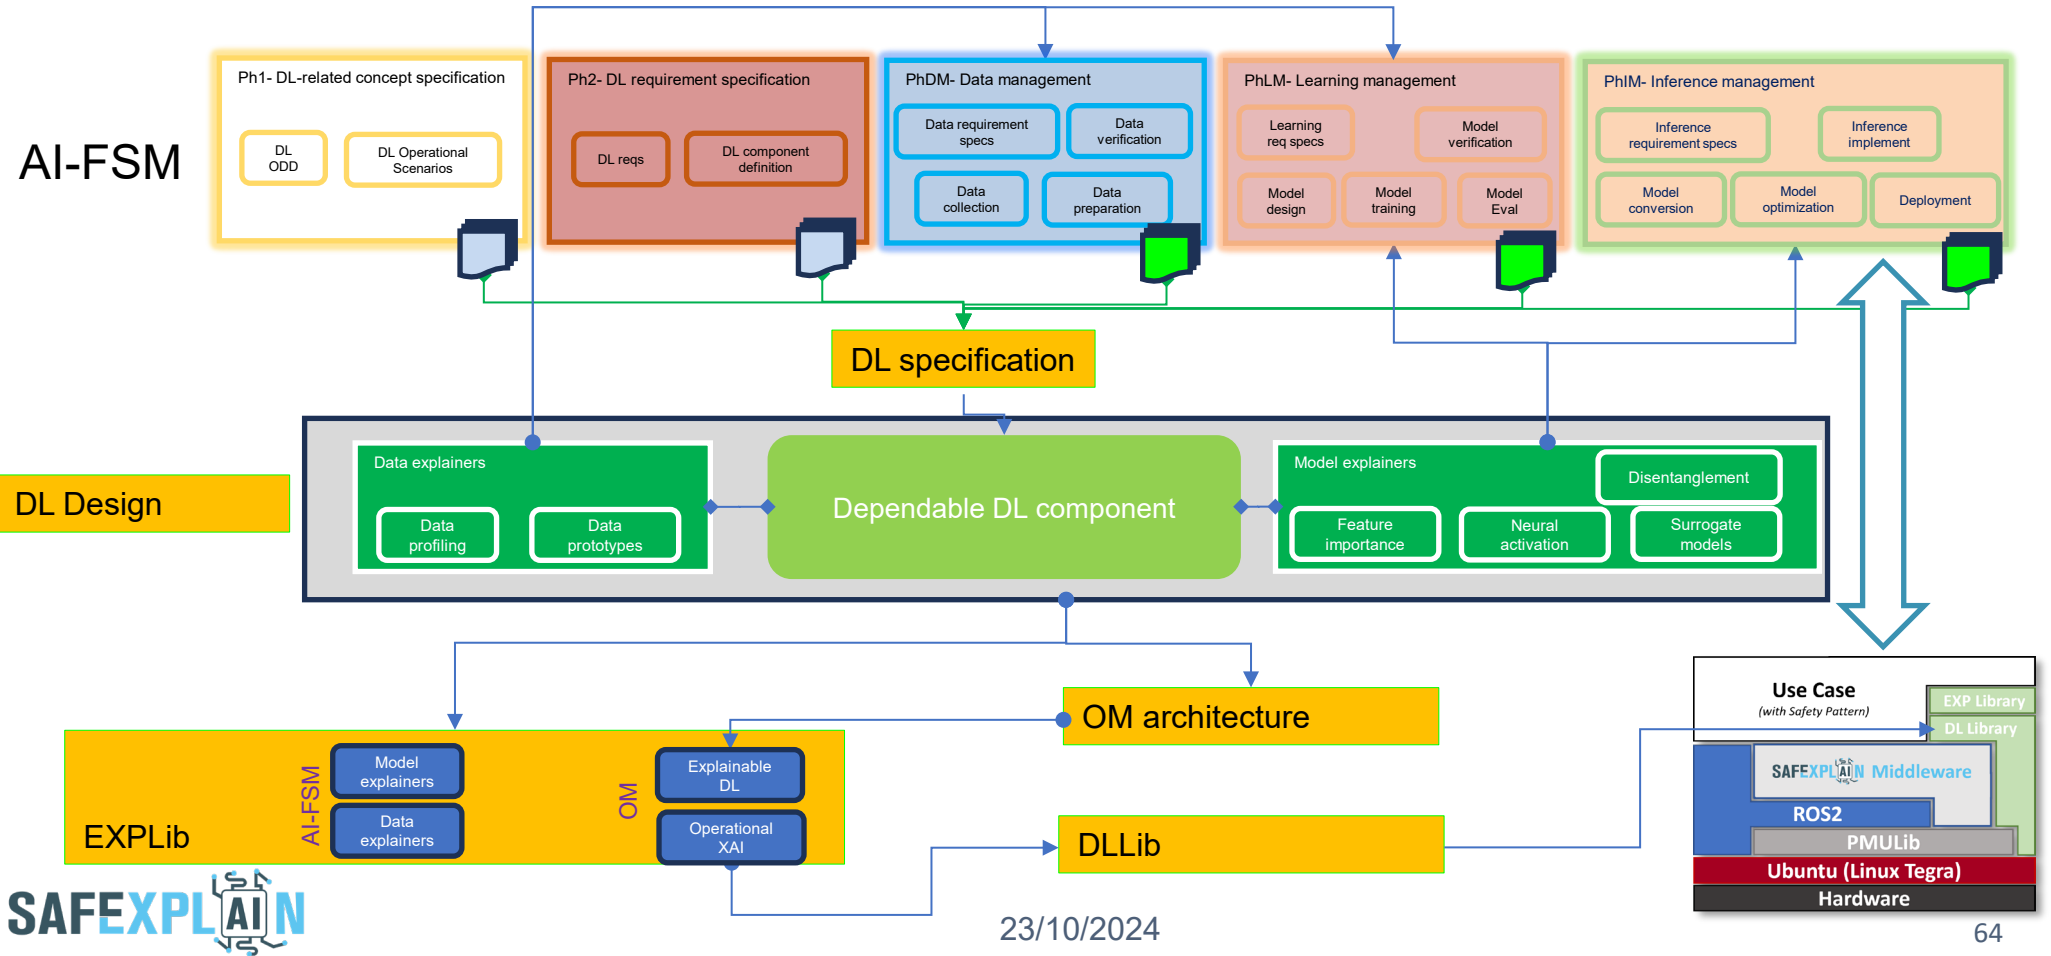 Ph1- DL-related concept specification
DL
ODD
DL Operational
Scenarios
Ph2- DL requirement specification
DL reqs
DL component
definition
PhDM- Data management
Data requirement
specs
Data
verification
Data
collection
Data
preparation
PhLM- Learning management
Learning
req specs
Model
verification
Model
design
Model
training
Model
Eval
PhIM- Inference management
Inference
requirement specs
Inference
implement
Model
conversion
Model
optimization
Deployment
AI-FSM
DL specification
DL Design
Data explainers
Data
profiling
Data
prototypes
Dependable DL component
Model explainers
Disentanglement
Feature
importance
Neural
activation
Surrogate
models
OM architecture
EXPLib
AI-FSM
Model
explainers
Data
explainers
OM
Explainable
DL
Operational
XAI
DLLib
Use Case
(with Safety Pattern)
EXP Library
DL Library
SAFEXPLAIN Middleware
ROS2
PMULib
Ubuntu (Linux Tegra)
Hardware
SAFEXPLAIN
23/10/2024
64